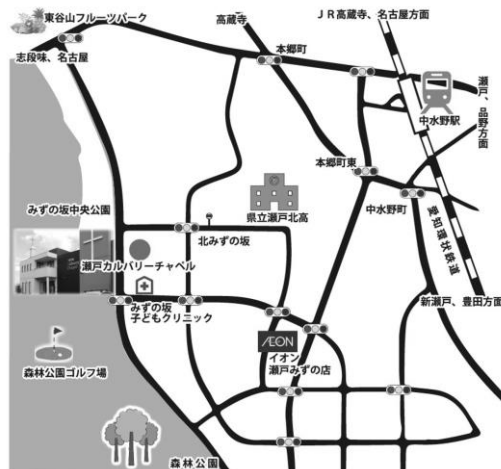 東谷山フルーツパーク
高蔵寺
JR高蔵寺、名古屋方面
志段味、名古屋
本郷町
瀬戸、品野方面
中水野駅
本郷町東
みずの坂中央公園
県立瀬戸北高
中水野町
北みずの坂
愛知環状鉄道
瀬戸カルバリーチャペル
みずの坂
子どもクリニック
新瀬戸、豊田方面
ÆON
イオン
瀬戸みずの店
森林公園ゴルフ場
森林公園